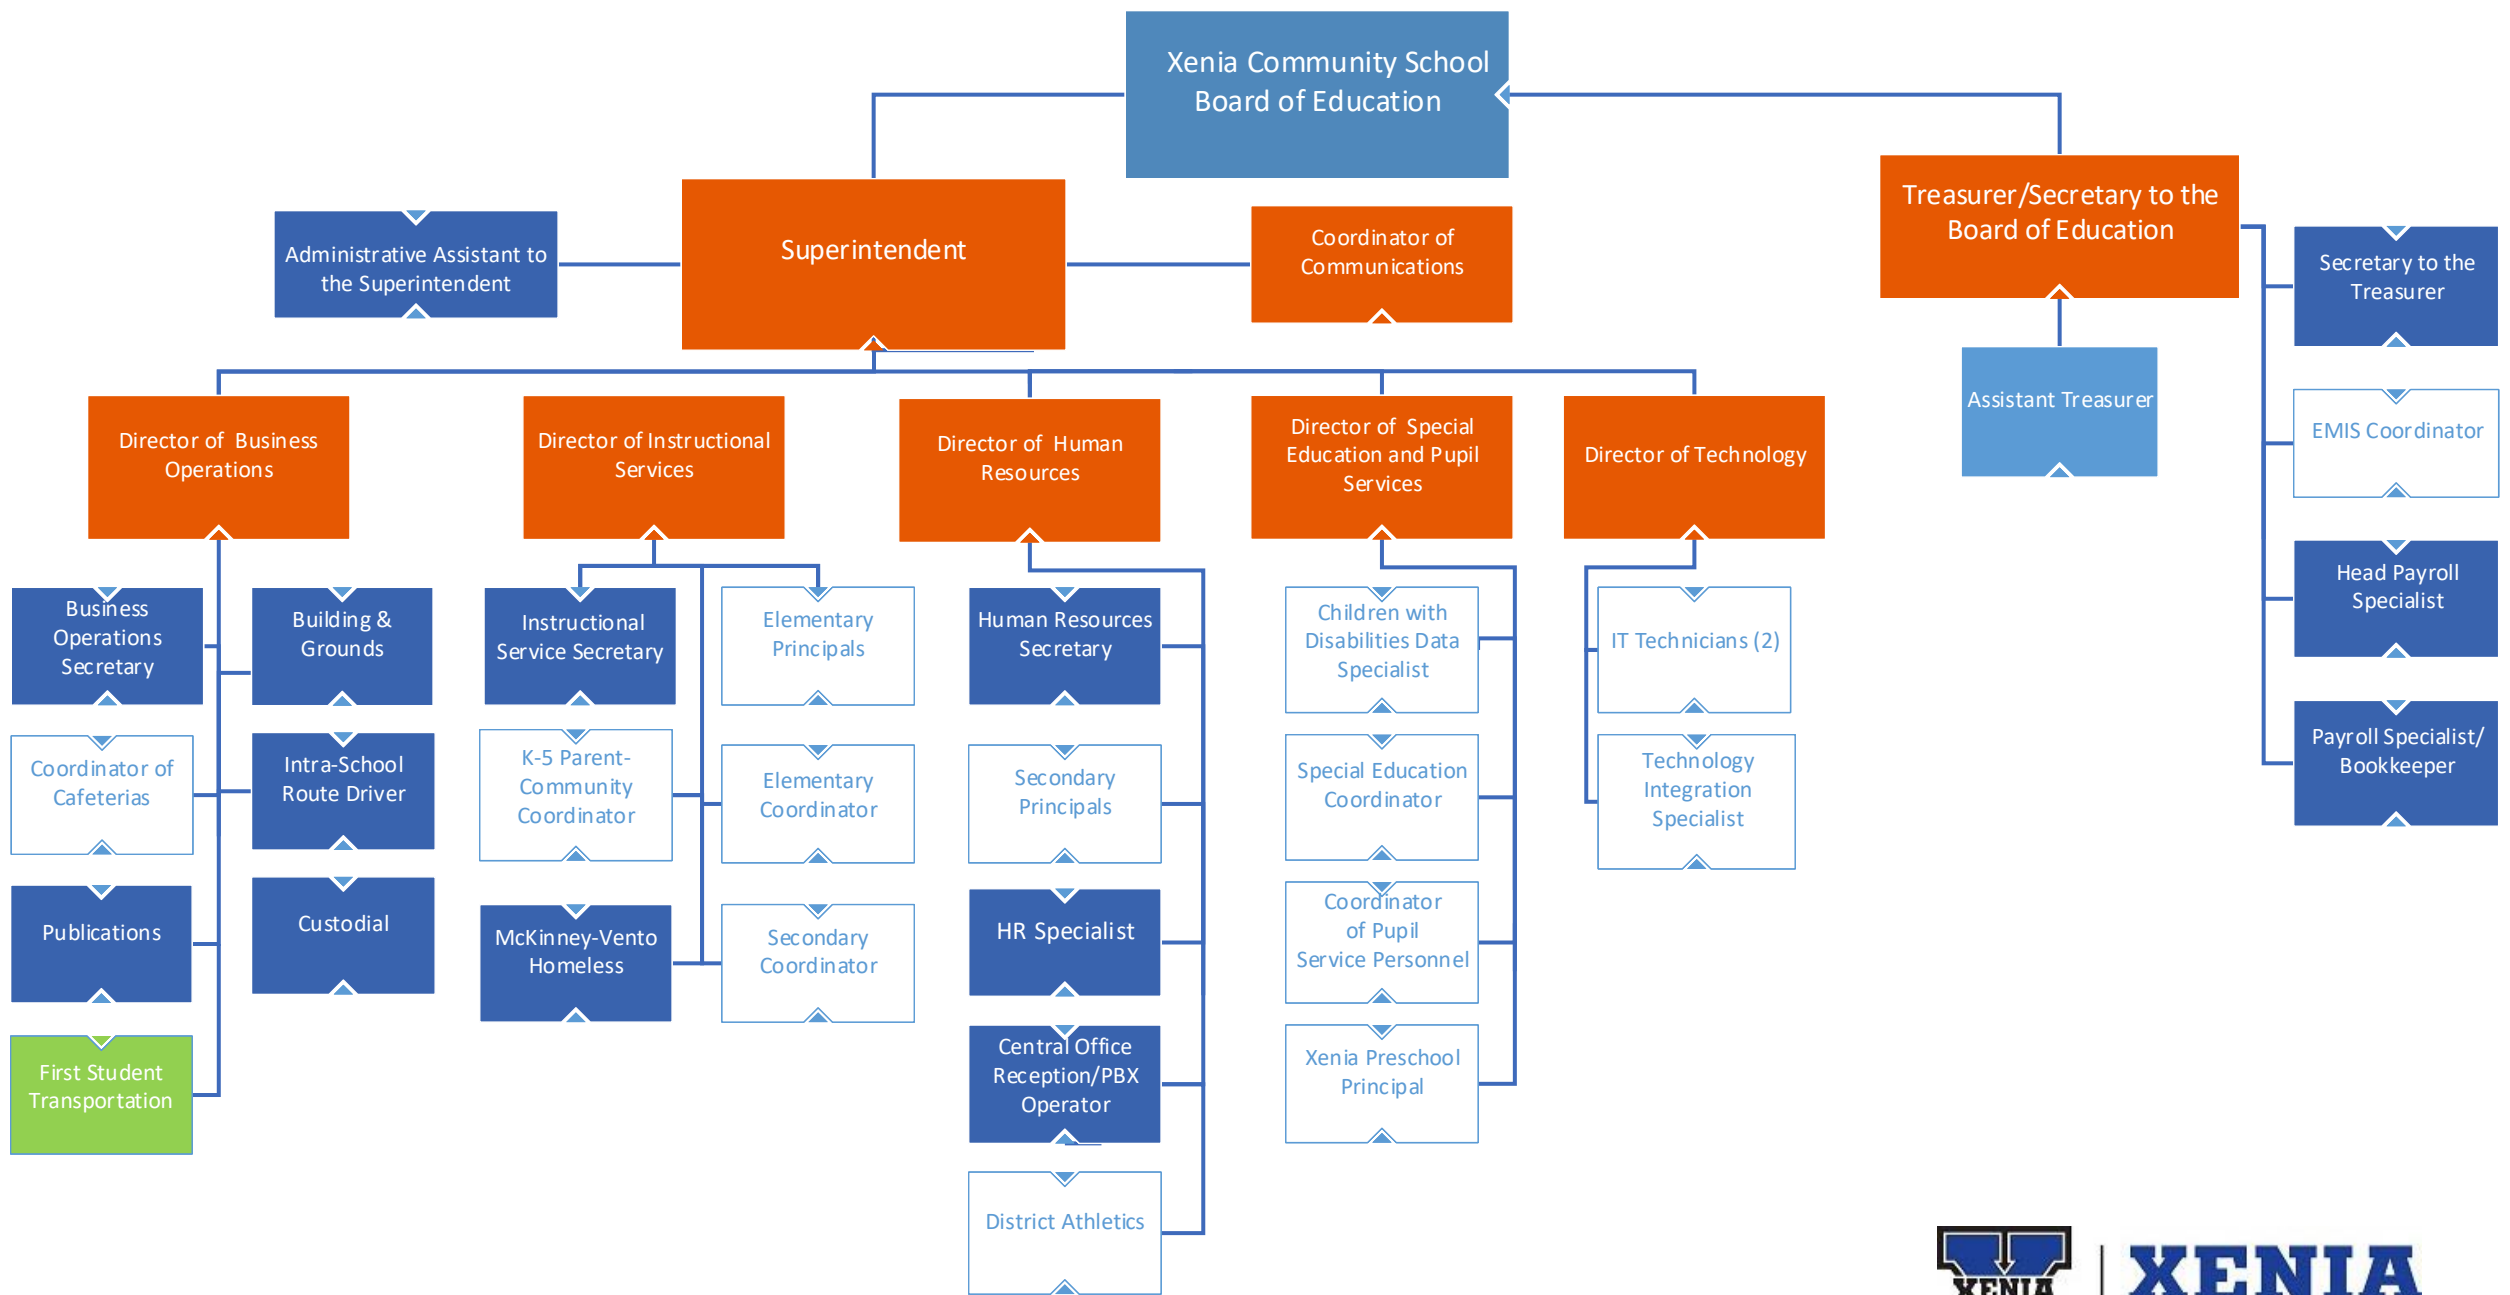 Xenia Community School
Board of Education
Treasurer/Secretary to the
Board of Education
Superintendent
Administrative Assistant to
the Superintendent
Coordinator of
Communications
Secretary to the
Treasurer
Assistant Treasurer
EMIS Coordinator
Head Payroll
Specialist
Payroll Specialist/
Bookkeeper
Director of Business
Operations
Director of Instructional
Services
Director of Human
Resources
Director of Special
Education and Pupil
Services
Director of Technology
Business
Operations
Secretary
Building &
Grounds
Coordinator of
Cafeterias
Intra-School
Route Driver
Publications
Custodial
First Student
Transportation
Instructional
Service Secretary
Elementary
Principals
K-5 Parent-
Community
Coordinator
Elementary
Coordinator
McKinney-Vento
Homeless
Secondary
Coordinator
Human Resources
Secretary
Secondary
Principals
HR Specialist
Central Office
Reception/PBX
Operator
District Athletics
Children with
Disabilities Data
Specialist
Special Education
Coordinator
Coordinator
of Pupil
Service Personnel
Xenia Preschool
Principal
IT Technicians (2)
Technology
Integration
Specialist
XENIA
XENIA